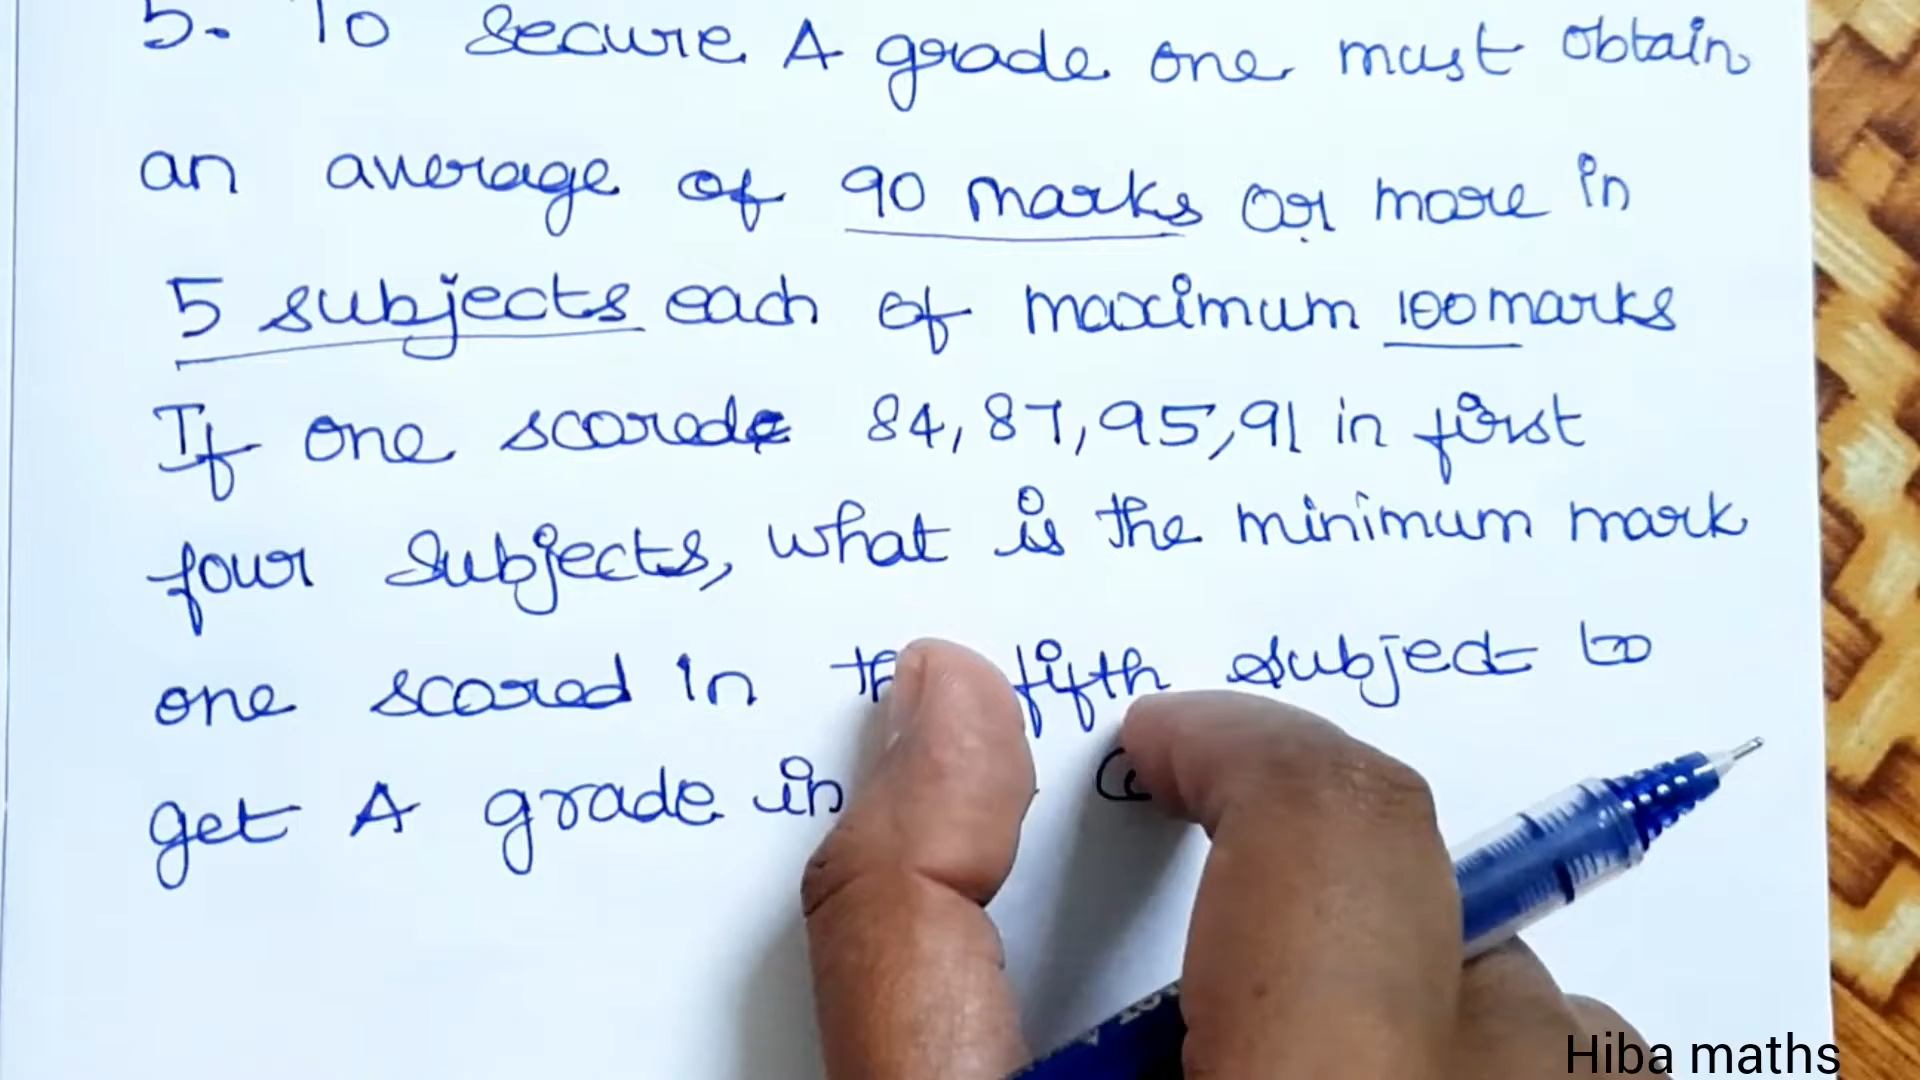 5. To secure A grade one must obtain
an average of 90 marks or more in
5 subjects each of maximum 100 marks
If one scored 84, 87, 95, 91 in first
four subjects, what is the minimum mark
one scored in fifth subject to
get A grade in
Hiba maths